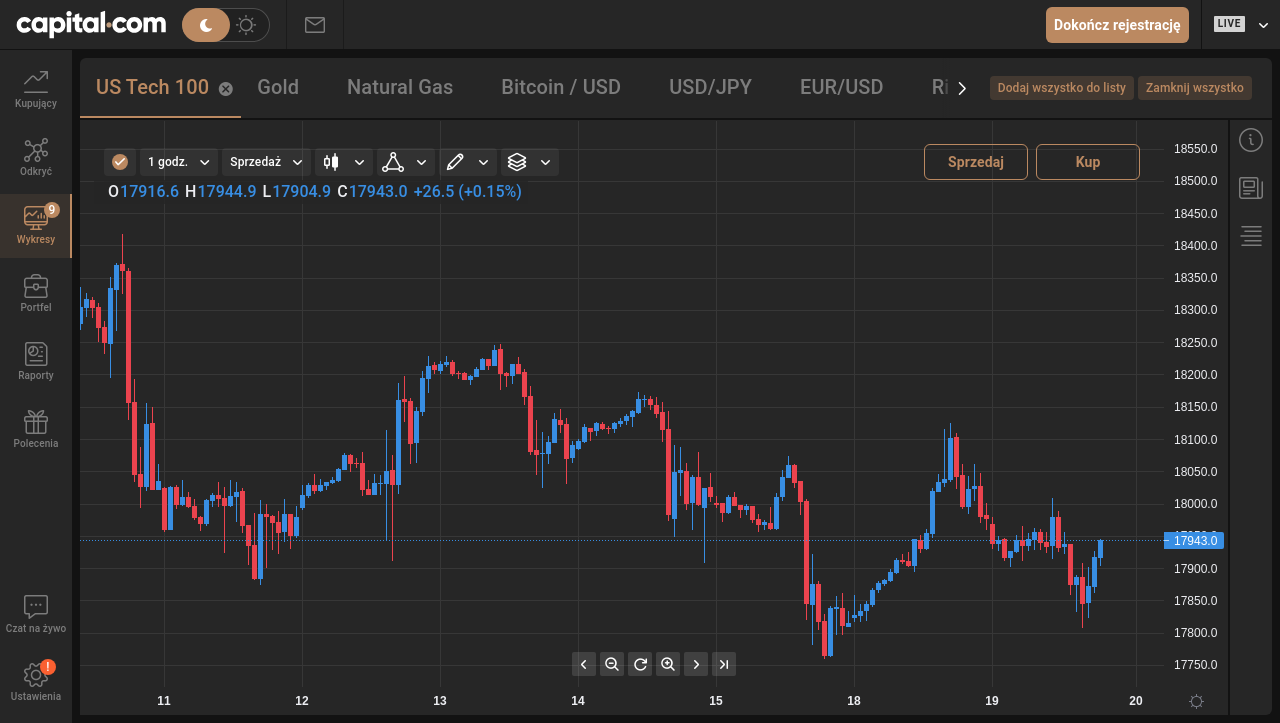 capital.com
Dokończ rejestrację
LIVE
US Tech 100
Gold
Natural Gas
Bitcoin / USD
USD/JPY
EUR/USD
Dodaj wszystko do listy
Zamknij wszystko
Kupujący
Odkryć
9
Wykresy
Portfel
Raporty
Polecenia
Czat na żywo
!
Ustawienia
1 godz.
Sprzedaż
Sprzedaj
Kup
O17916.6 H17944.9 L17904.9 C17943.0 +26.5 (+0.15%)
18550.0
18500.0
18450.0
18400.0
18350.0
18300.0
18250.0
18200.0
18150.0
18100.0
18050.0
18000.0
17943.0
17900.0
17850.0
17800.0
17750.0
11 12 13 14 15 18 19 20